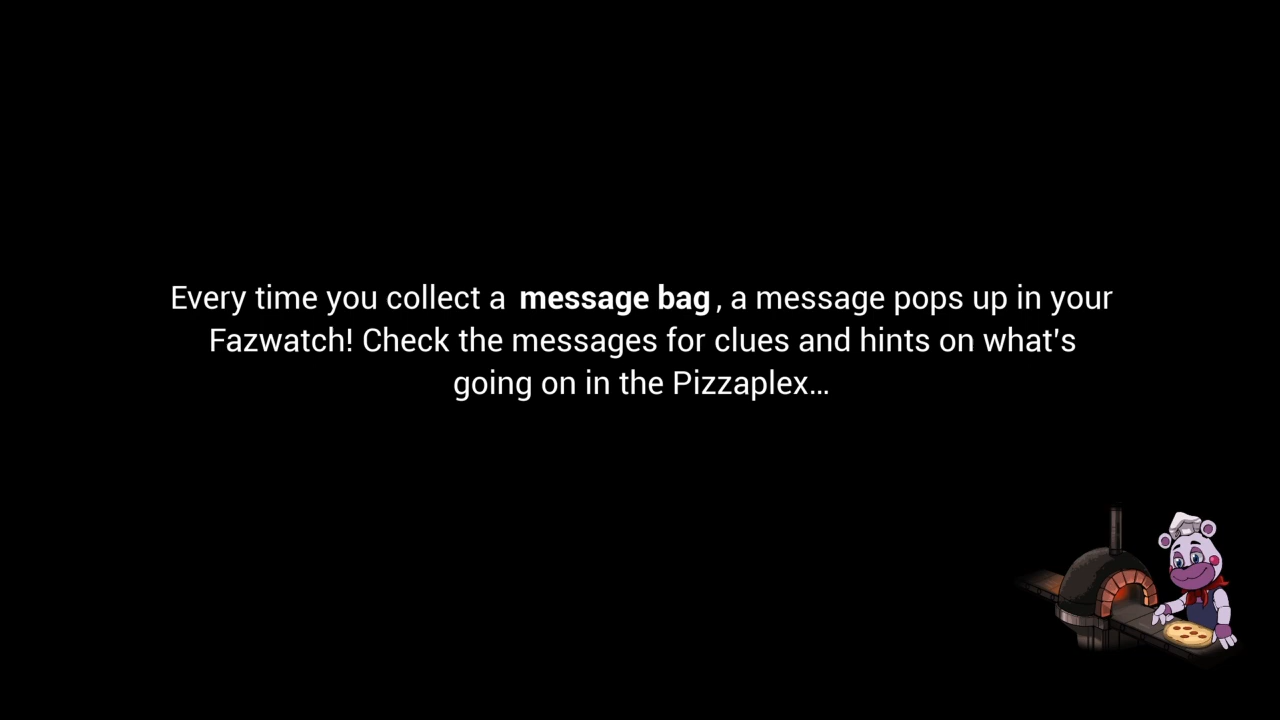 Every time you collect a message bag, a message pops up in your
Fazwatch! Check the messages for clues and hints on what's
going on in the Pizzaplex...